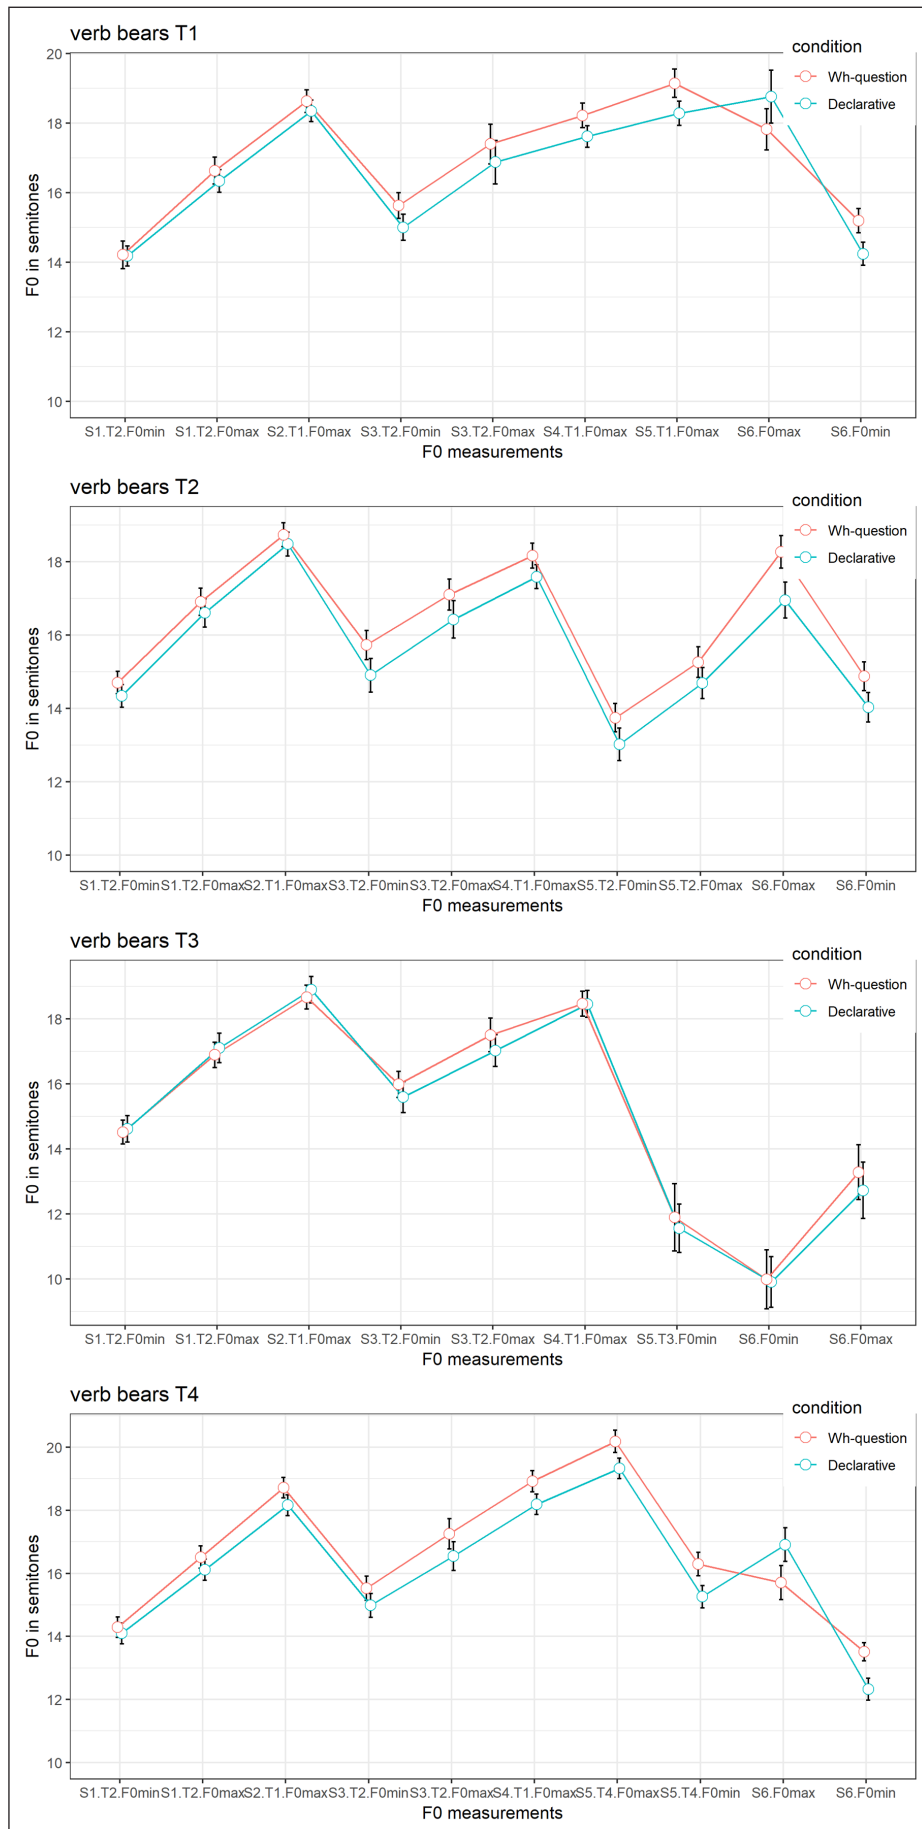 verb bears T1
condition
Wh-question
Declarative
20
18
16
14
12
10
F0 in semitones
S1.T2.F0min S1.T2.F0max S2.T1.F0max S3.T2.F0min S3.T2.F0max S4.T1.F0max S5.T1.F0max S6.F0max S6.F0min
F0 measurements
verb bears T2
condition
Wh-question
Declarative
18
16
14
12
10
F0 in semitones
S1.T2.F0min S1.T2.F0max S2.T1.F0max S3.T2.F0min S3.T2.F0max S4.T1.F0max S5.T2.F0min S5.T2.F0max S6.F0max S6.F0min
F0 measurements
verb bears T3
condition
Wh-question
Declarative
18
16
14
12
10
F0 in semitones
S1.T2.F0min S1.T2.F0max S2.T1.F0max S3.T2.F0min S3.T2.F0max S4.T1.F0max S5.T3.F0min S6.F0min S6.F0max
F0 measurements
verb bears T4
condition
Wh-question
Declarative
20
18
16
14
12
10
F0 in semitones
S1.T2.F0min S1.T2.F0max S2.T1.F0max S3.T2.F0min S3.T2.F0max S4.T1.F0max S5.T4.F0max S5.T4.F0min S6.F0max S6.F0min
F0 measurements